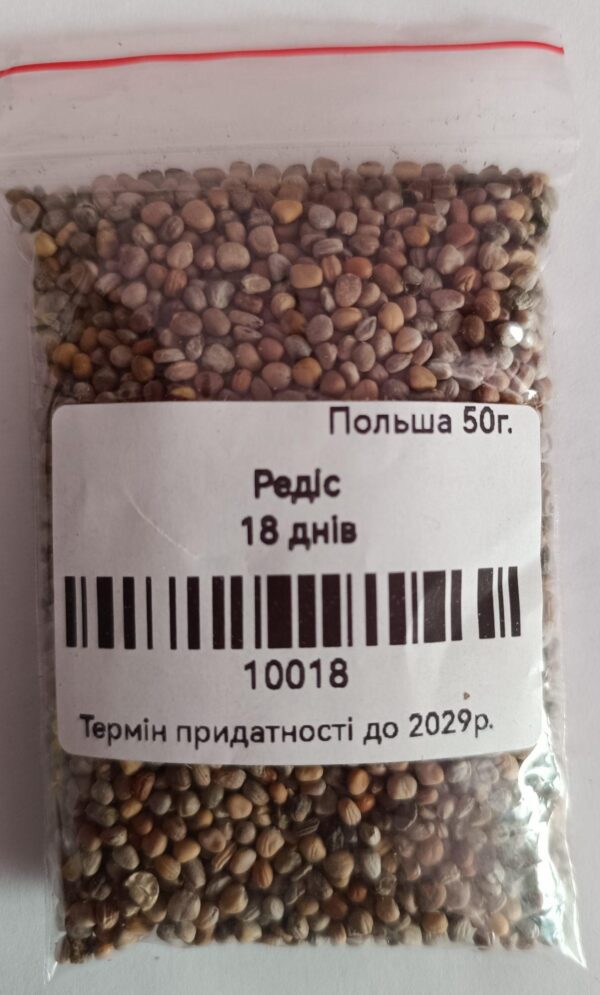 Польша 50г.
Редіс
18 днів
10018
Термін придатності до 2029р.